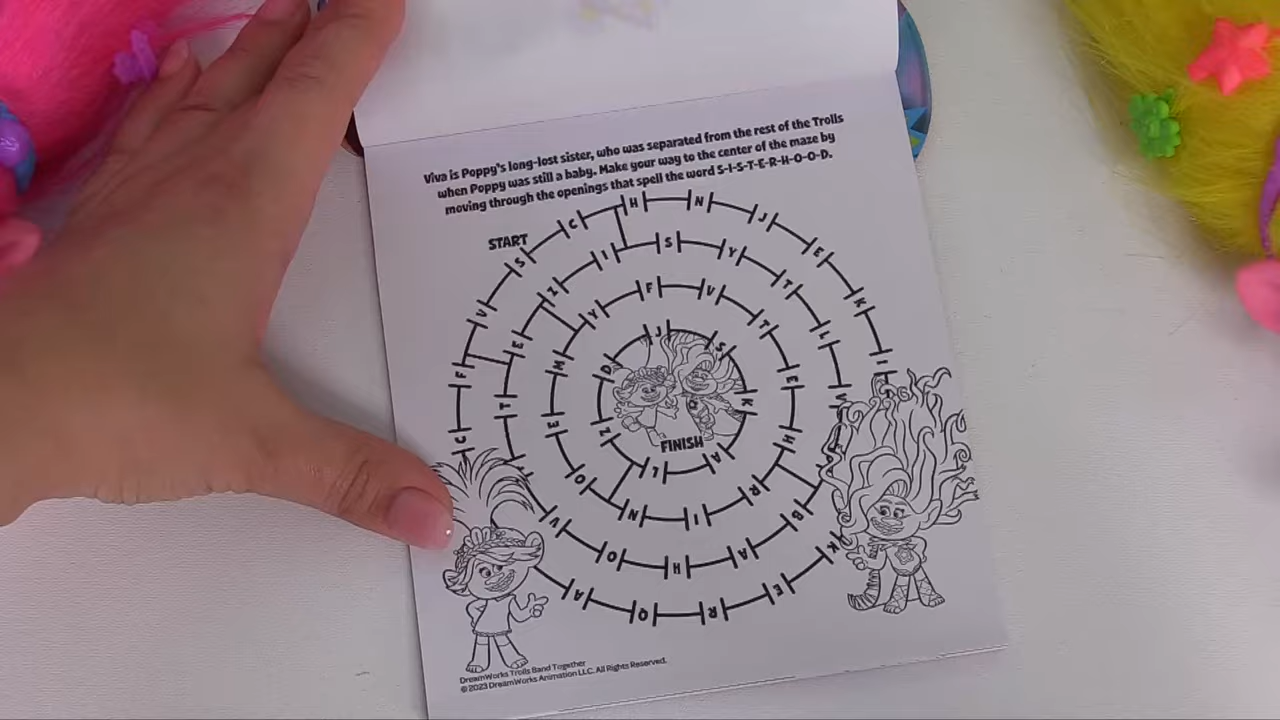 Viva is Poppy's long-lost sister, who was separated from the rest of the Trolls
when Poppy was still a baby. Make your way to the center of the maze by
moving through the openings that spell the word S-I-S-T-E-R-H-O-O-D.
START
S C H N J E K I
K E R Q A
C F V
Z I S Y T L V
B A H O V
T E
Y F V T E H R I N O E M
J S K A L Z D
FINISH
DreamWorks Trolls Band Together
© 2023 DreamWorks Animation LLC. All Rights Reserved.